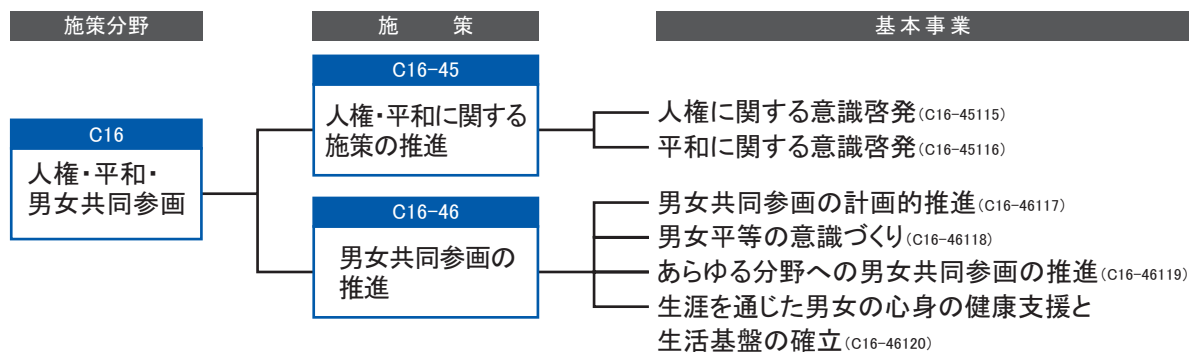 施策分野
施 策
基本事業
C16
人権・平和・
男女共同参画
C16-45
人権・平和に関する
施策の推進
人権に関する意識啓発(C16-45115)
平和に関する意識啓発(C16-45116)
C16-46
男女共同参画の
推進
男女共同参画の計画的推進(C16-46117)
男女平等の意識づくり(C16-46118)
あらゆる分野への男女共同参画の推進(C16-46119)
生涯を通じた男女の心身の健康支援と
生活基盤の確立(C16-46120)